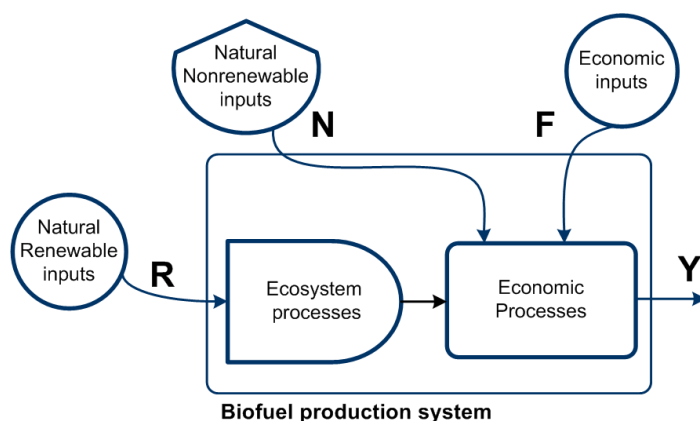 Natural
Nonrenewable
inputs
Economic
inputs
N
F
Natural
Renewable
inputs
R
Ecosystem
processes
Economic
Processes
Y
Biofuel production system